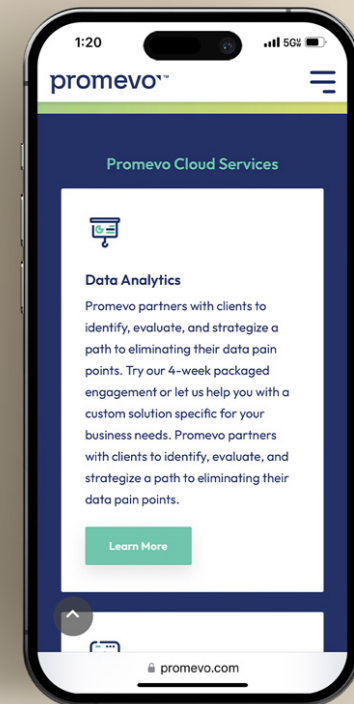 1:20
5G
promevo™
Promevo Cloud Services
Data Analytics
Promevo partners with clients to
identify, evaluate, and strategize a
path to eliminating their data pain
points. Try our 4-week packaged
engagement or let us help you with a
custom solution specific for your
business needs. Promevo partners
with clients to identify, evaluate, and
strategize a path to eliminating their
data pain points.
Learn More
promevo.com